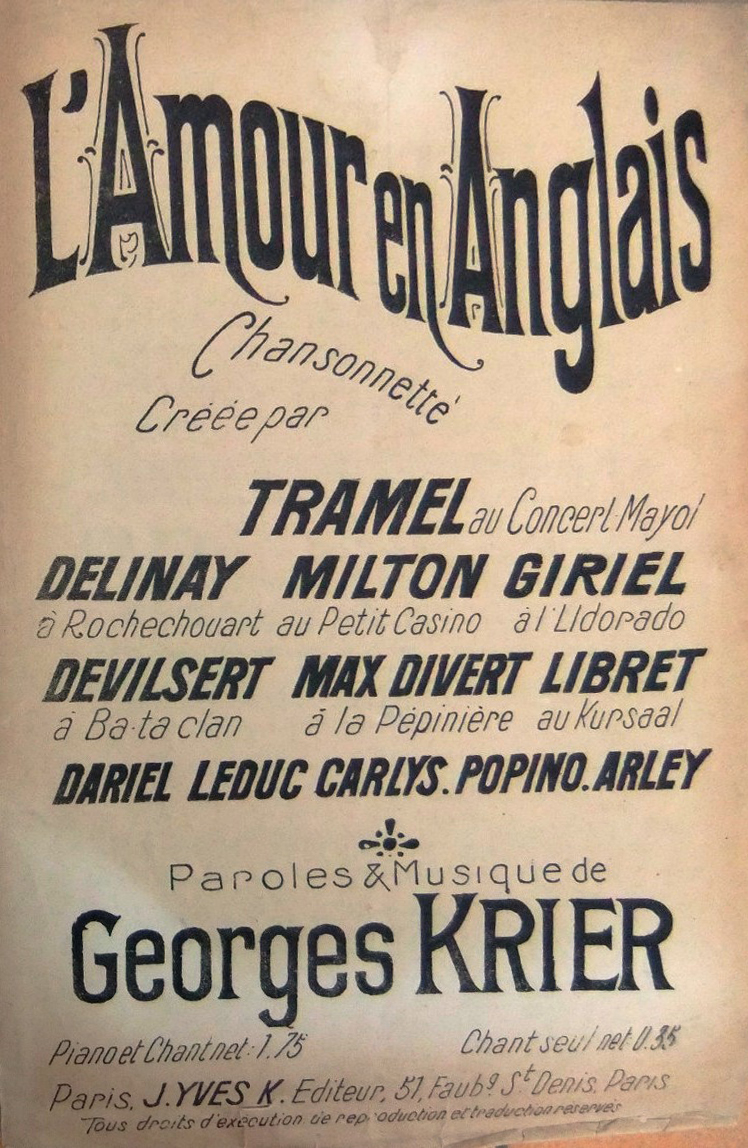 L'Amour en Anglais
Chansonnette
Créée par
TRAMEL au Concert Mayol
DELINAY MILTON GIRIEL
à Rochechouart au Petit Casino à l'Lldorado
DEVILSERT MAX DIVERT LIBRET
à Ba-ta clan à la Pépinière au Kursaal
DARIEL LEDUC CARLYS. POPINO. ARLEY
Paroles & Musique de
Georges KRIER
Piano et Chant net: 1.75 Chant seul net 0.35
Paris, J. YVES K. Editeur, 51, Faubg St Denis, Paris
Tous droits d'exécution de reproduction et traduction réservés